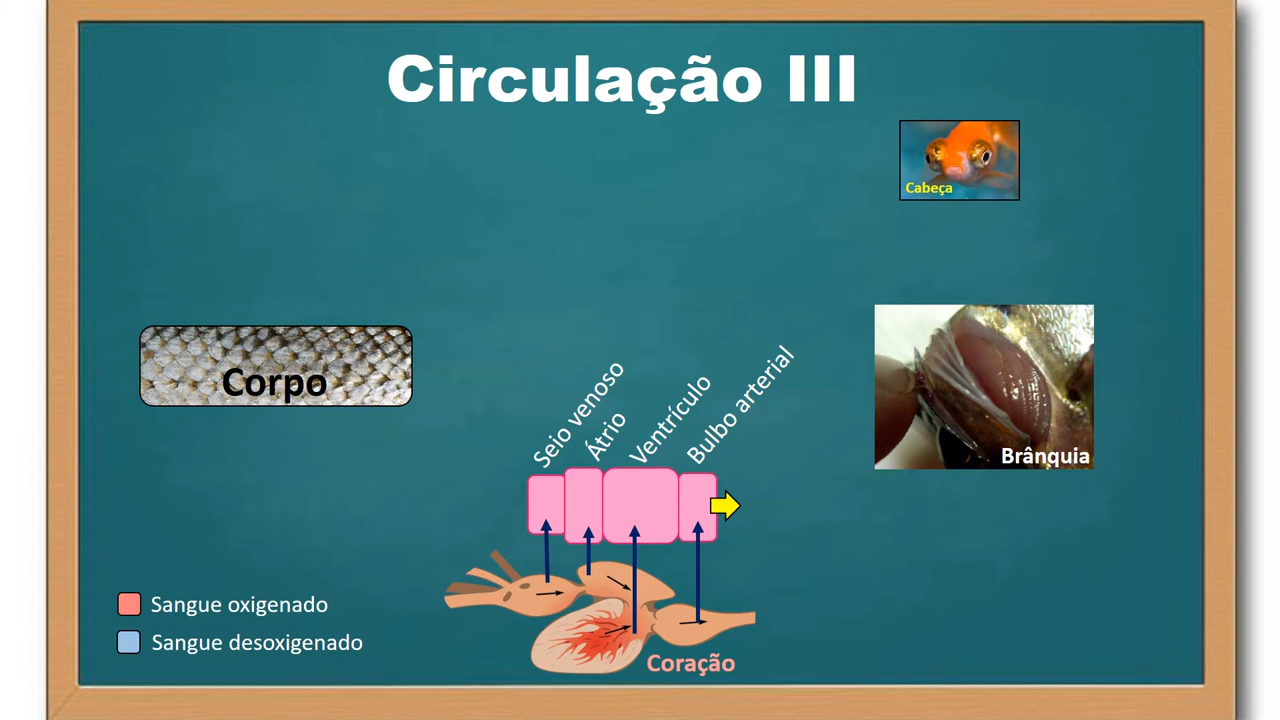 Circulação III
Cabeça
Corpo
Seio venoso
Átrio
Ventrículo
Bulbo arterial
Brânquia
Sangue oxigenado
Sangue desoxigenado
Coração